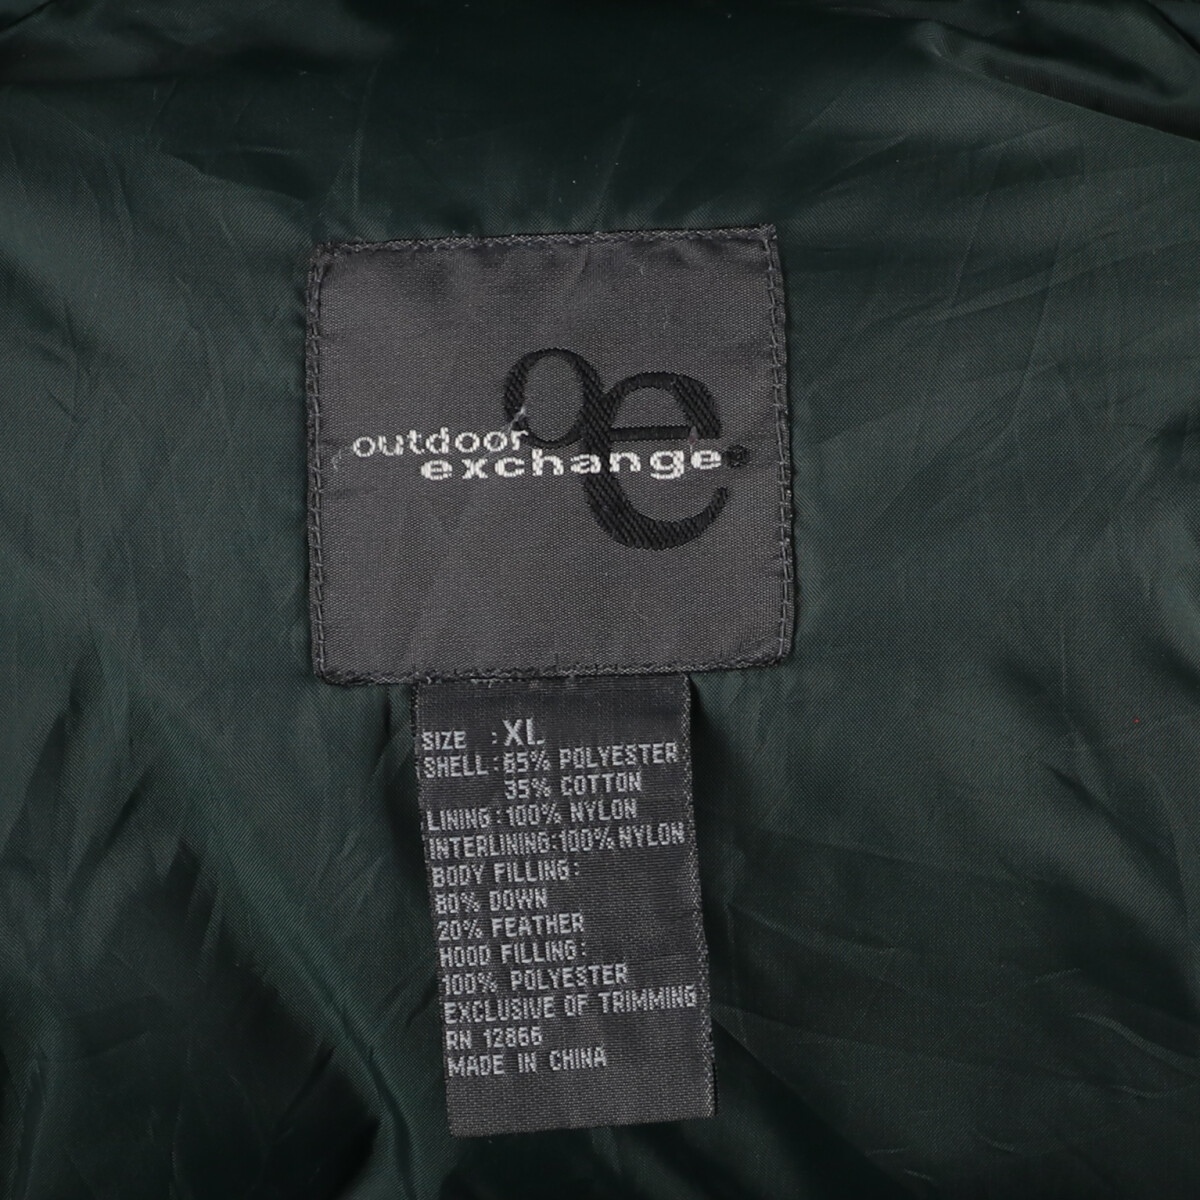 oe
outdoor
exchange
SIZE : XL
SHELL : 65% POLYESTER
35% COTTON
LINING : 100% NYLON
INTERLINING: 100% NYLON
BODY FILLING:
80% DOWN
20% FEATHER
HOOD FILLING:
100% POLYESTER
EXCLUSIVE OF TRIMMING
RN 12866
MADE IN CHINA